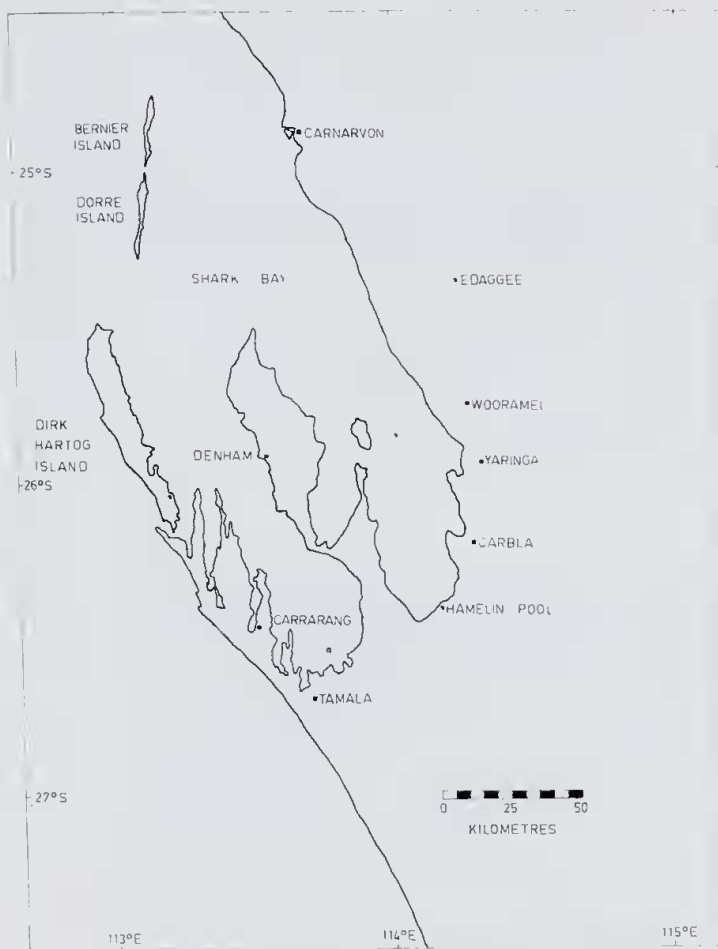 BERNIER
ISLAND
CARNARVON
25°S
DORRE
ISLAND
SHARK BAY
EDAGGEE
WOORAMEL
DIRK
HARTOG
ISLAND
DENHAM
YARINGA
26°S
CARBLA
HAMELIN POOL
CARRARANG
TAMALA
27°S
0 25 50
KILOMETRES
113°E 114°E 115°E